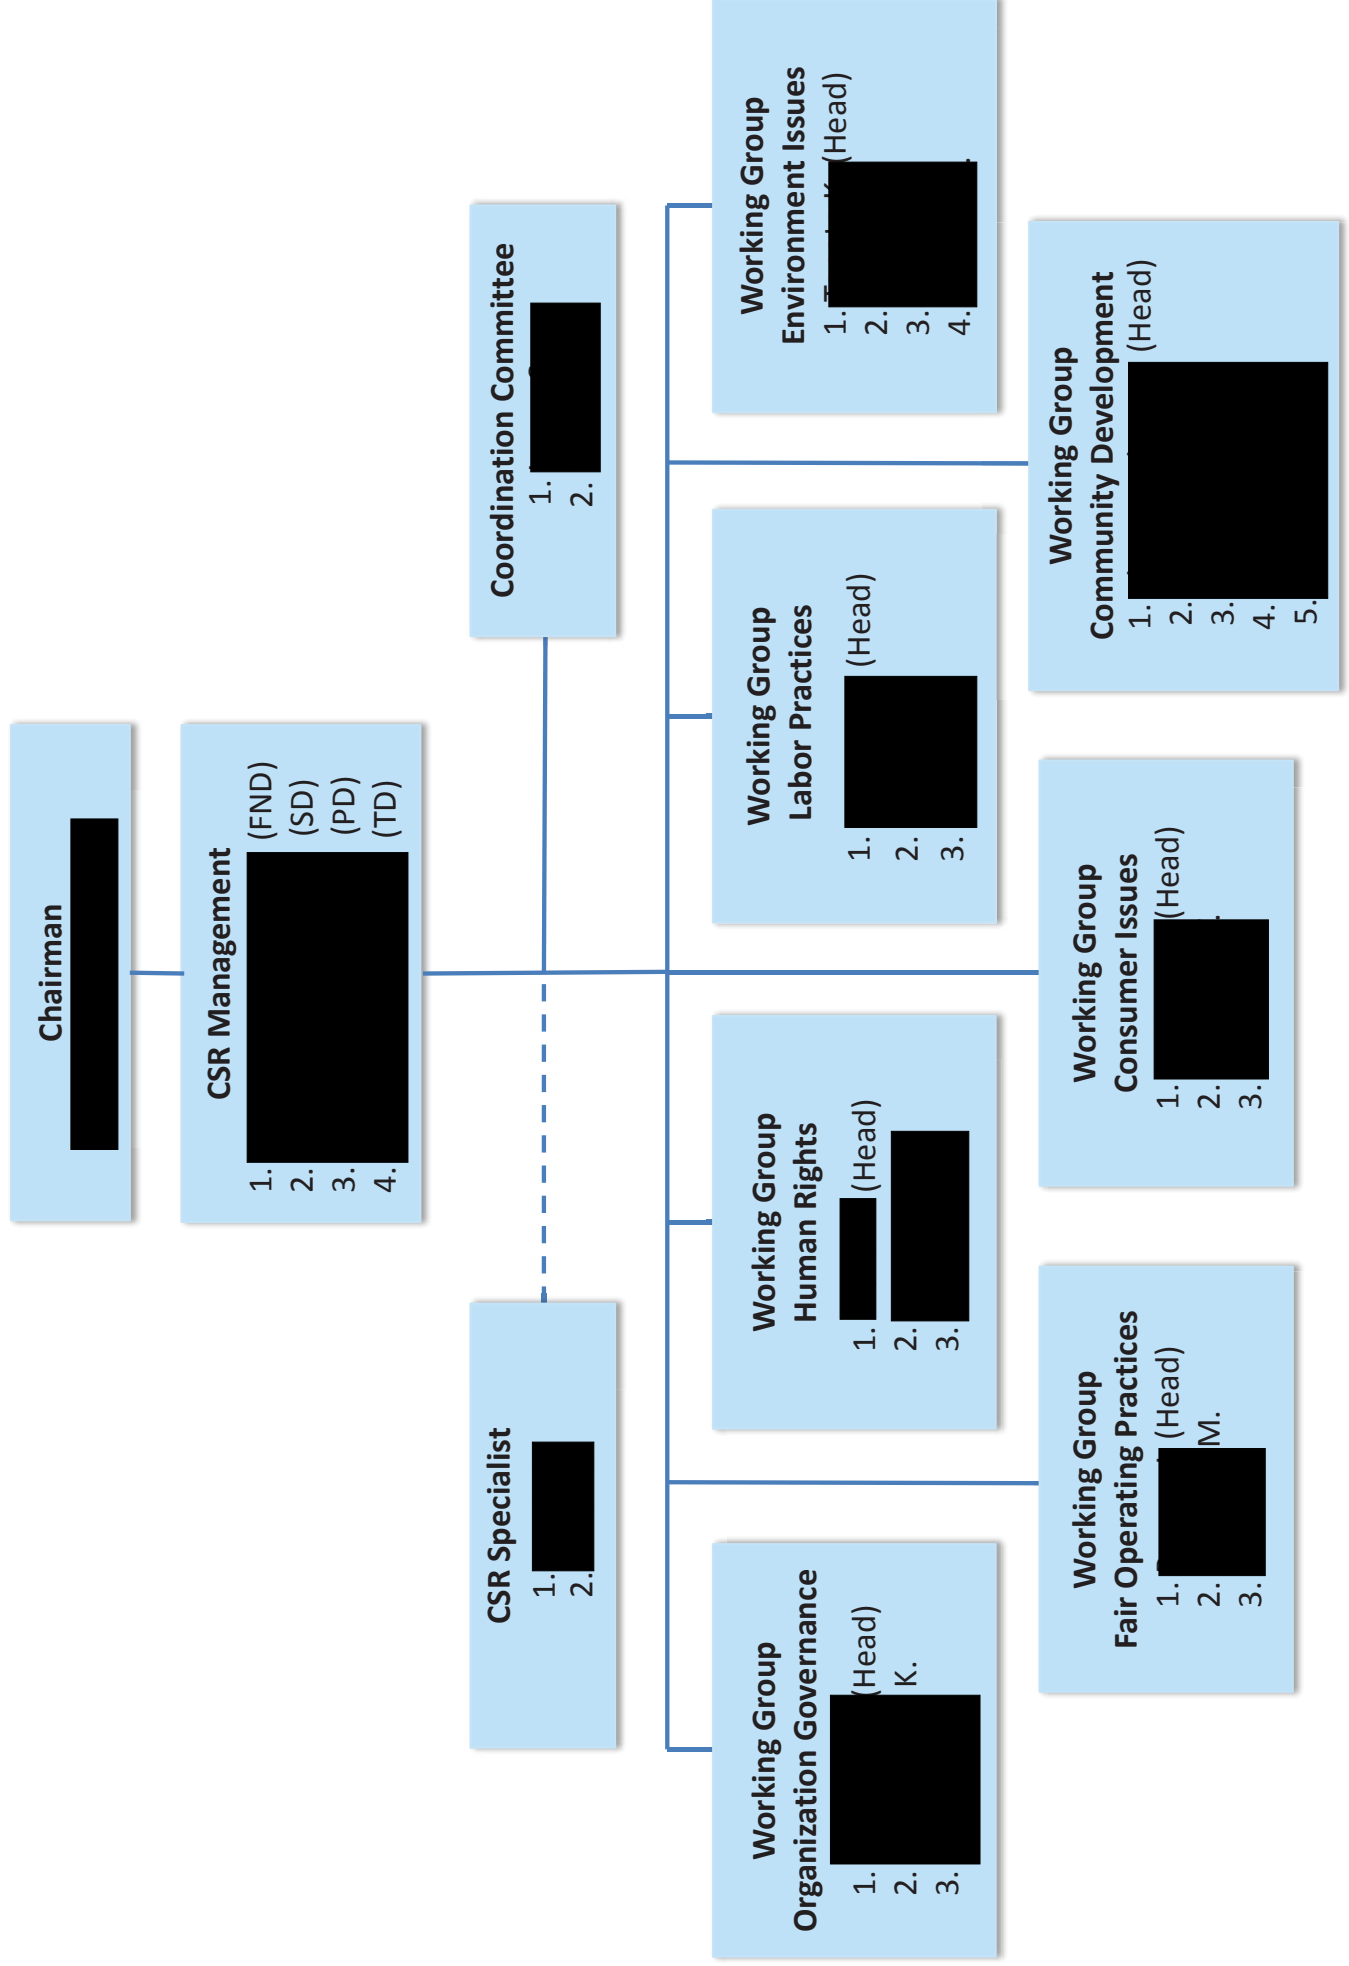 Chairman
CSR Management
1. (FND)
2. (SD)
3. (PD)
4. (TD)
CSR Specialist
1.
2.
Coordination Committee
1.
2.
Working Group
Organization Governance
1. (Head)
2. K.
3.
Working Group
Human Rights
1. (Head)
2.
3.
Working Group
Labor Practices
1. (Head)
2.
3.
Working Group
Environment Issues
1. (Head)
2.
3.
4.
Working Group
Fair Operating Practices
1. (Head)
2. M.
3.
Working Group
Consumer Issues
1. (Head)
2.
3.
Working Group
Community Development
1. (Head)
2.
3.
4.
5.